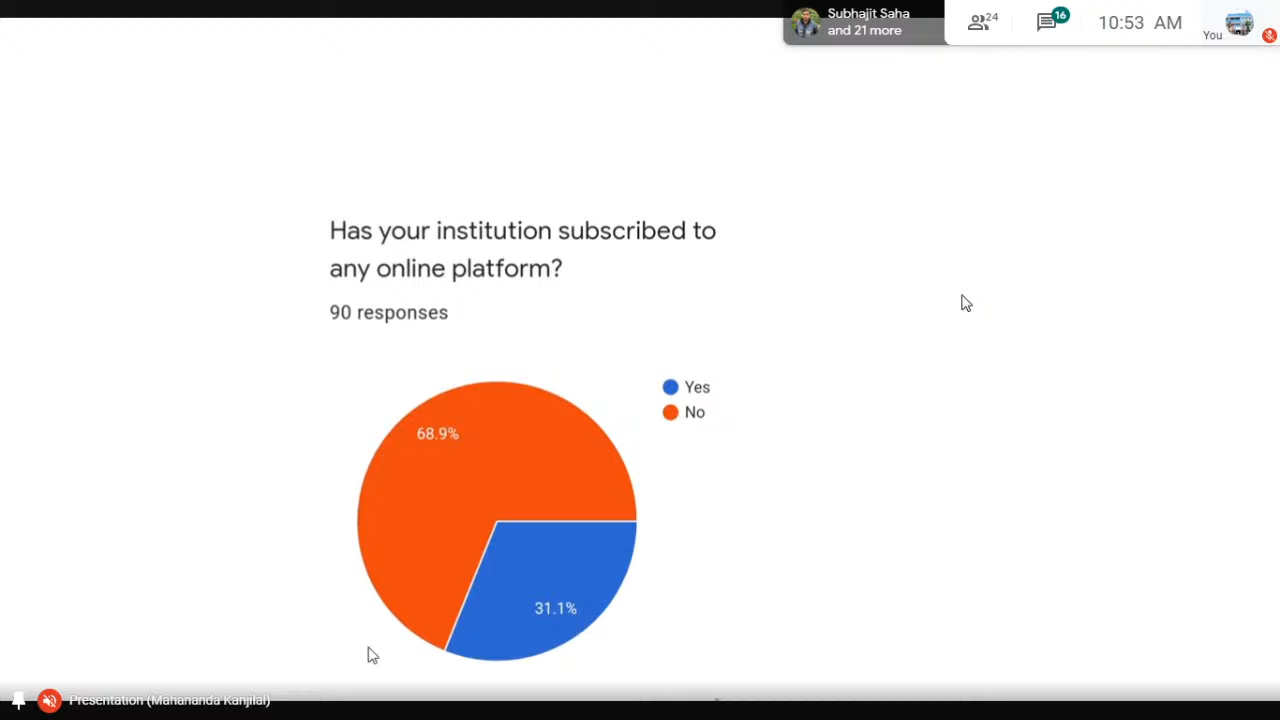 Subhajit Saha
and 21 more
24
16
10:53 AM
You
Has your institution subscribed to
any online platform?
90 responses
Yes
No
68.9%
31.1%
Presentation (Mahananda Kanjilal)